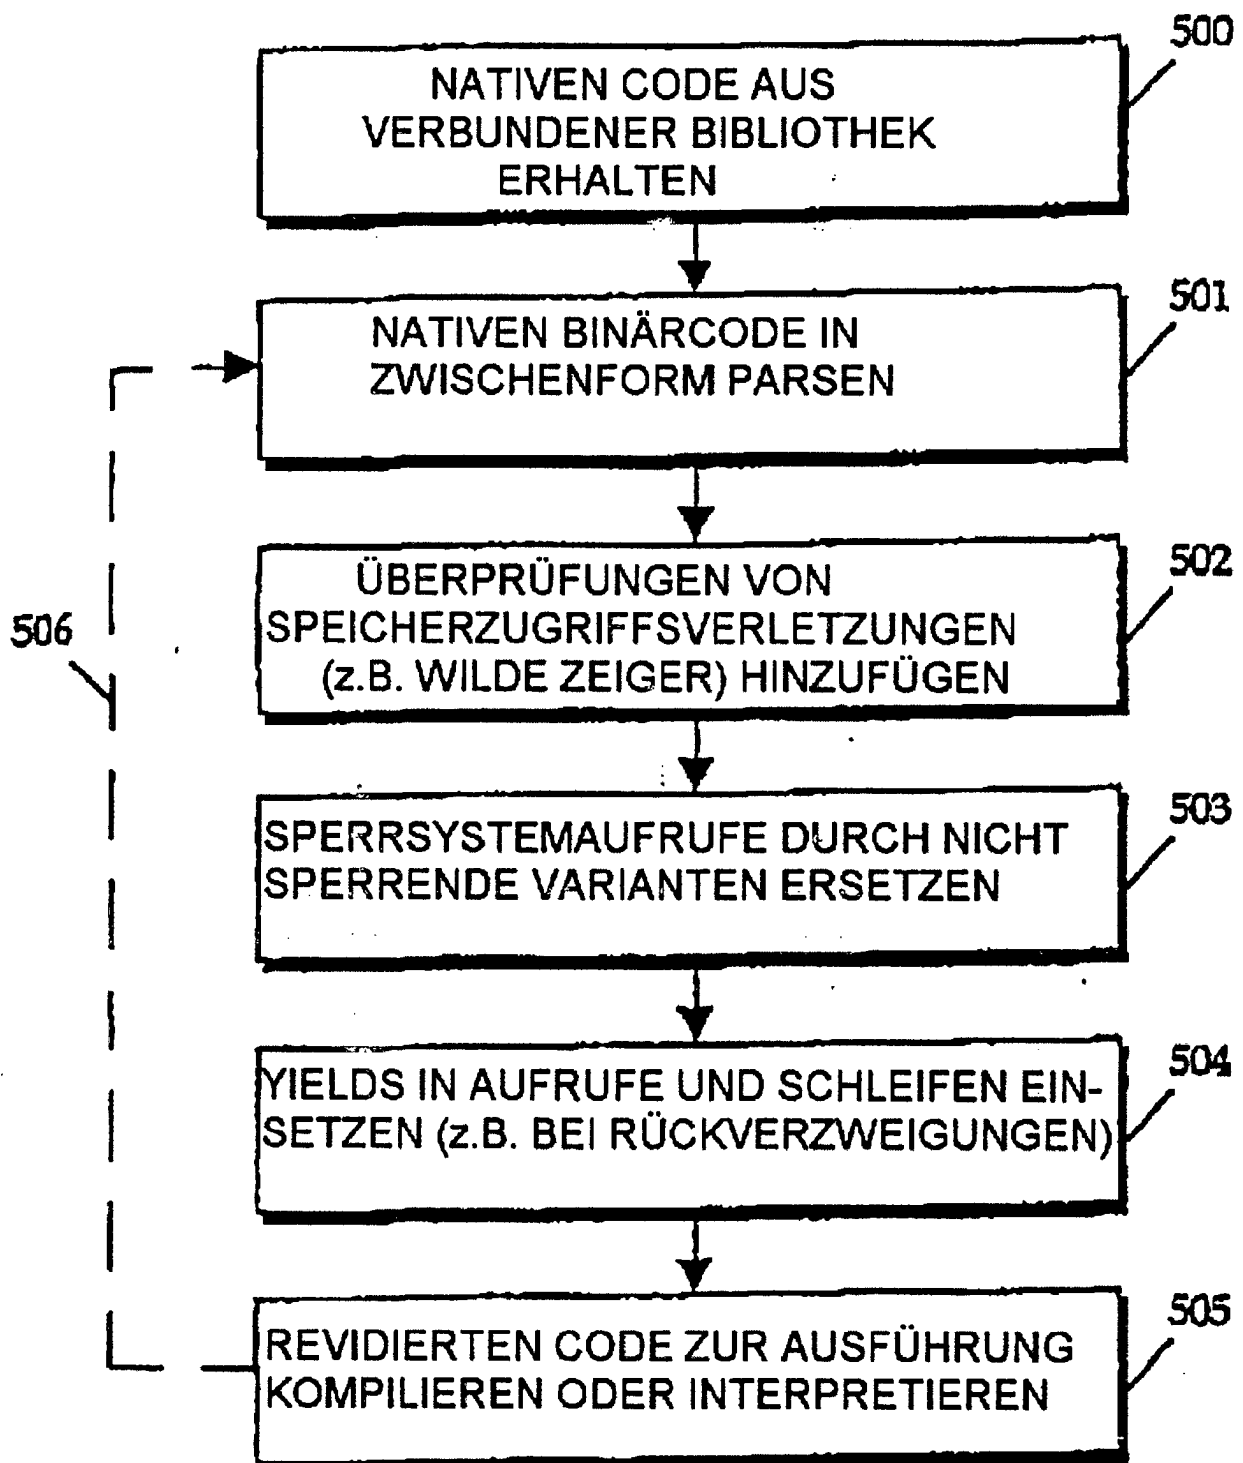 500
NATIVEN CODE AUS
VERBUNDENER BIBLIOTHEK
ERHALTEN
501
NATIVEN BINÄRCODE IN
ZWISCHENFORM PARSEN
502
ÜBERPRÜFUNGEN VON
SPEICHERZUGRIFFSVERLETZUNGEN
(z.B. WILDE ZEIGER) HINZUFÜGEN
506
503
SPERRSYSTEMAUFRUFE DURCH NICHT
SPERRENDE VARIANTEN ERSETZEN
504
YIELDS IN AUFRUFE UND SCHLEIFEN EIN-
SETZEN (z.B. BEI RÜCKVERZWEIGUNGEN)
505
REVIDIERTEN CODE ZUR AUSFÜHRUNG
KOMPILIEREN ODER INTERPRETIEREN